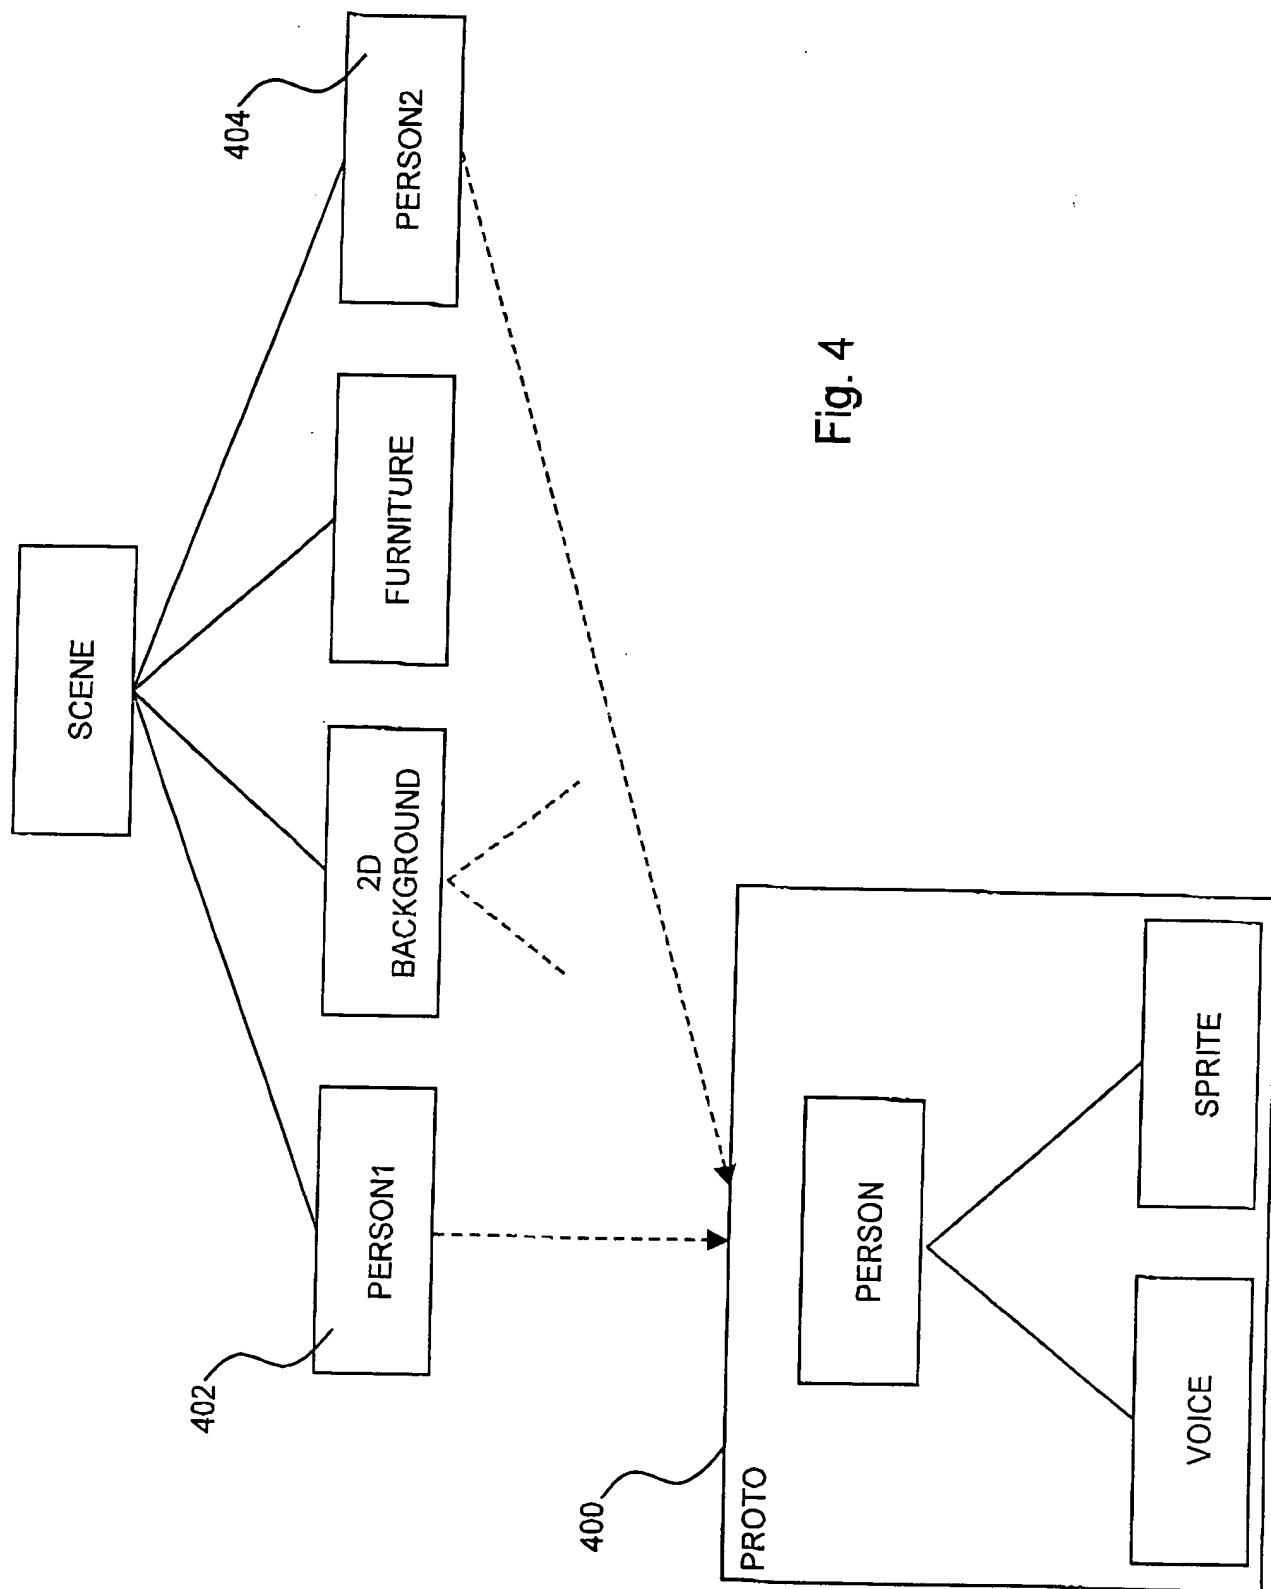 SCENE
402
PERSON1
2D
BACKGROUND
FURNITURE
PERSON2
404
400
PROTO
PERSON
VOICE
SPRITE
Fig. 4